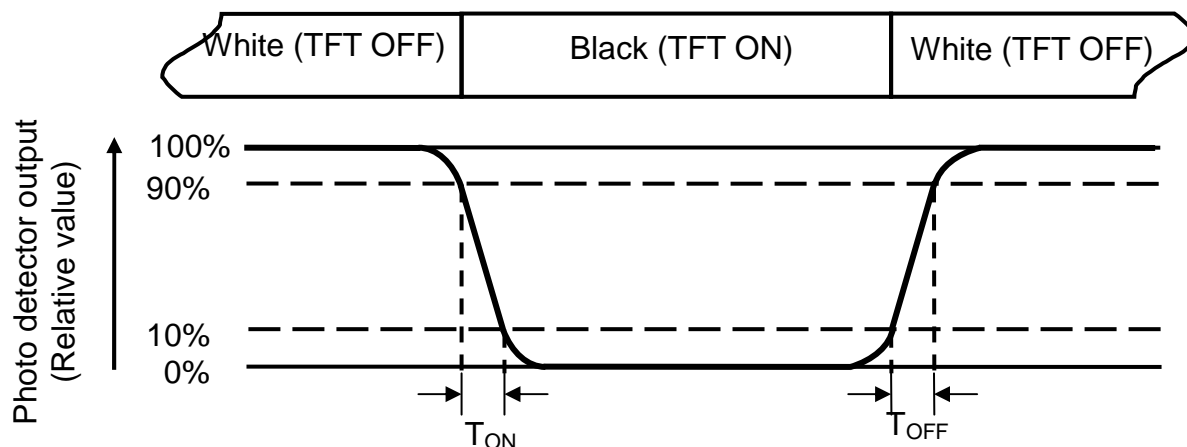 White (TFT OFF) Black (TFT ON) White (TFT OFF)
Photo detector output
(Relative value)
100%
90%
10%
0%
TON TOFF